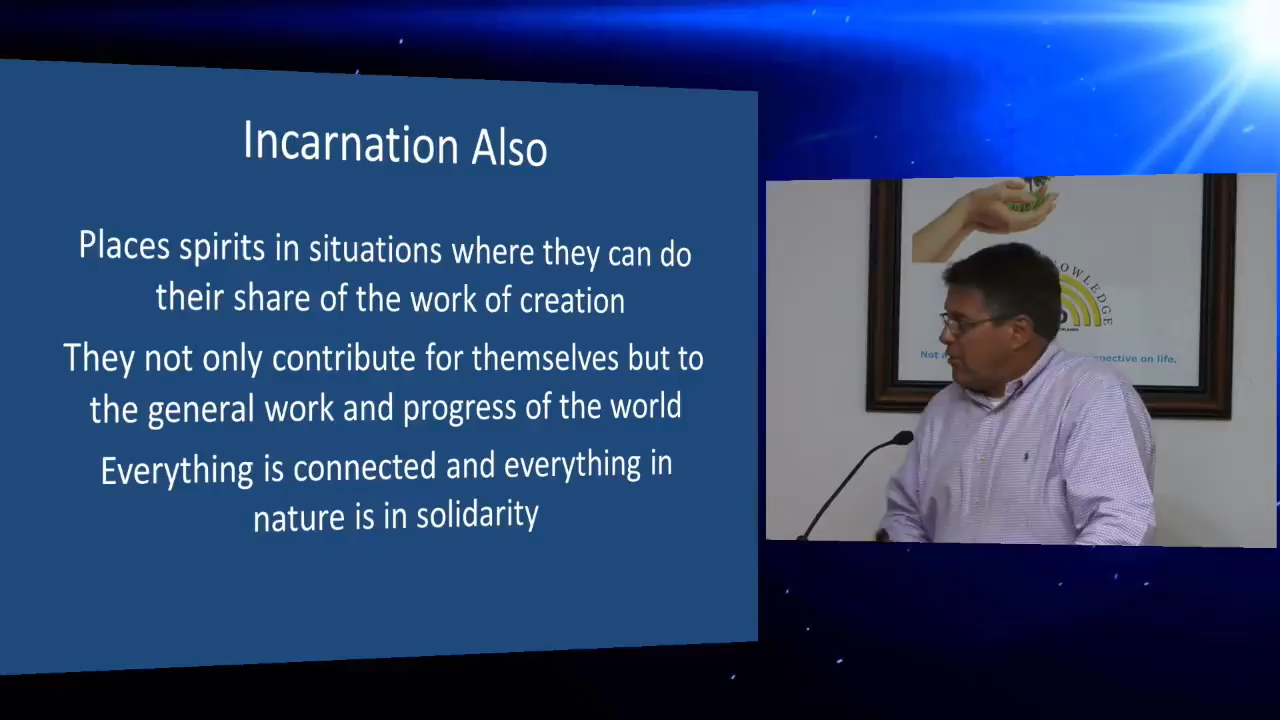 Incarnation Also
Places spirits in situations where they can do
their share of the work of creation
They not only contribute for themselves but to
the general work and progress of the world
Everything is connected and everything in
nature is in solidarity
OWLEDGE
Not
spective on life.